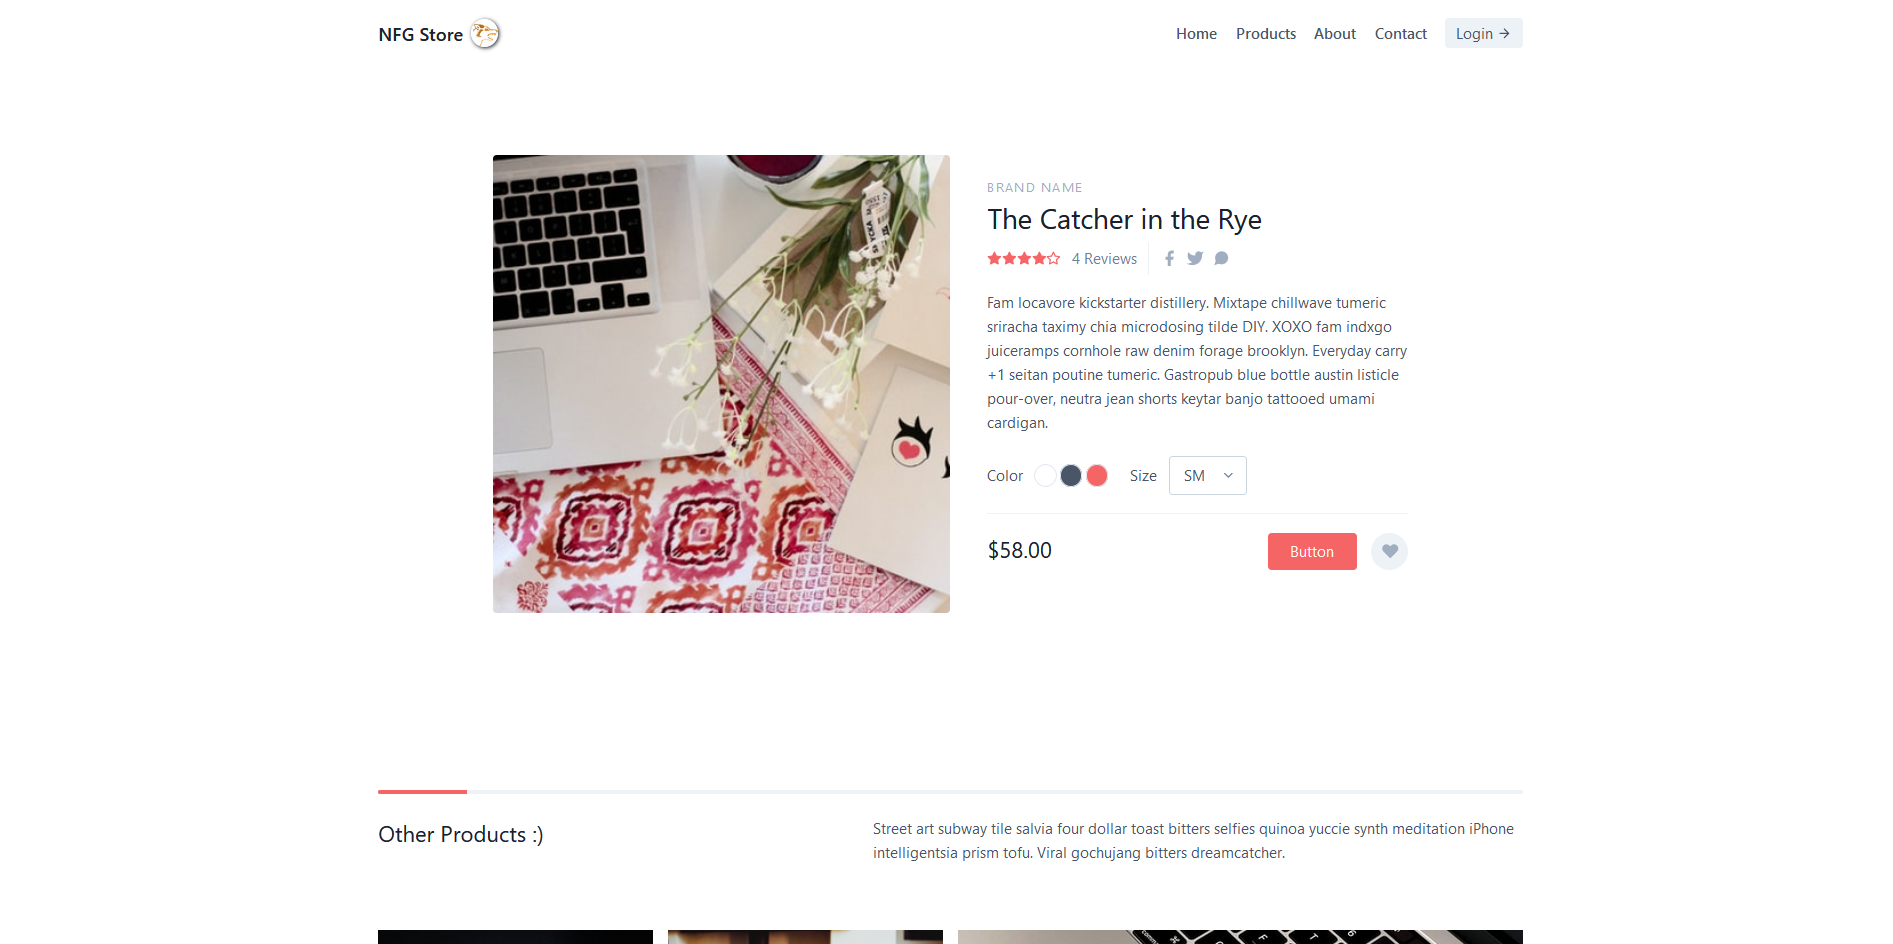 NFG Store
Home Products About Contact Login →
BRAND NAME
The Catcher in the Rye
4 Reviews
Fam locavore kickstarter distillery. Mixtape chillwave tumeric
sriracha taximy chia microdosing tilde DIY. XOXO fam indxgo
juiceramps cornhole raw denim forage brooklyn. Everyday carry
+1 seitan poutine tumeric. Gastropub blue bottle austin listicle
pour-over, neutra jean shorts keytar banjo tattooed umami
cardigan.
Color Size SM
$58.00 Button
Other Products :)
Street art subway tile salvia four dollar toast bitters selfies quinoa yuccie synth meditation iPhone
intelligentsia prism tofu. Viral gochujang bitters dreamcatcher.